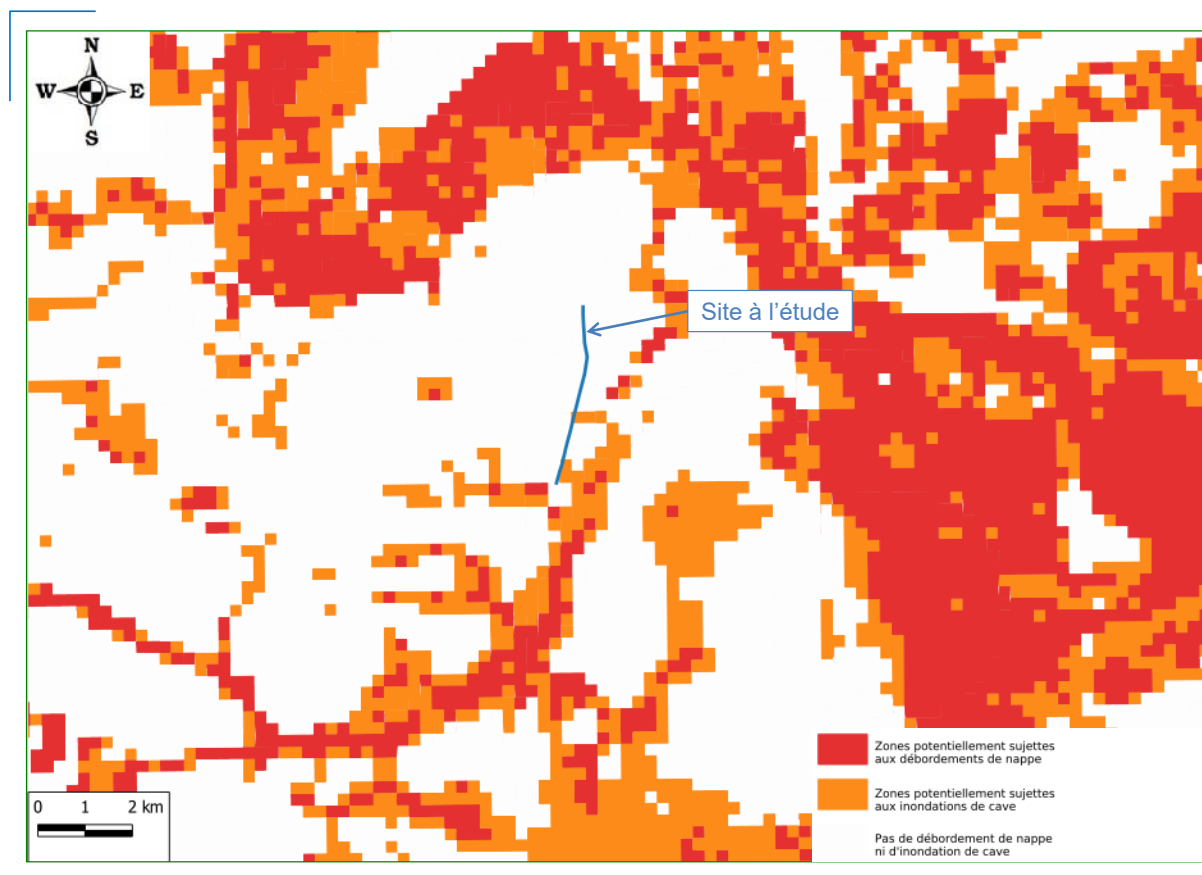 N
W E
S
Site à l'étude
Zones potentiellement sujettes
aux débordements de nappe
Zones potentiellement sujettes
aux inondations de cave
Pas de débordement de nappe
ni d'inondation de cave
0 1 2 km